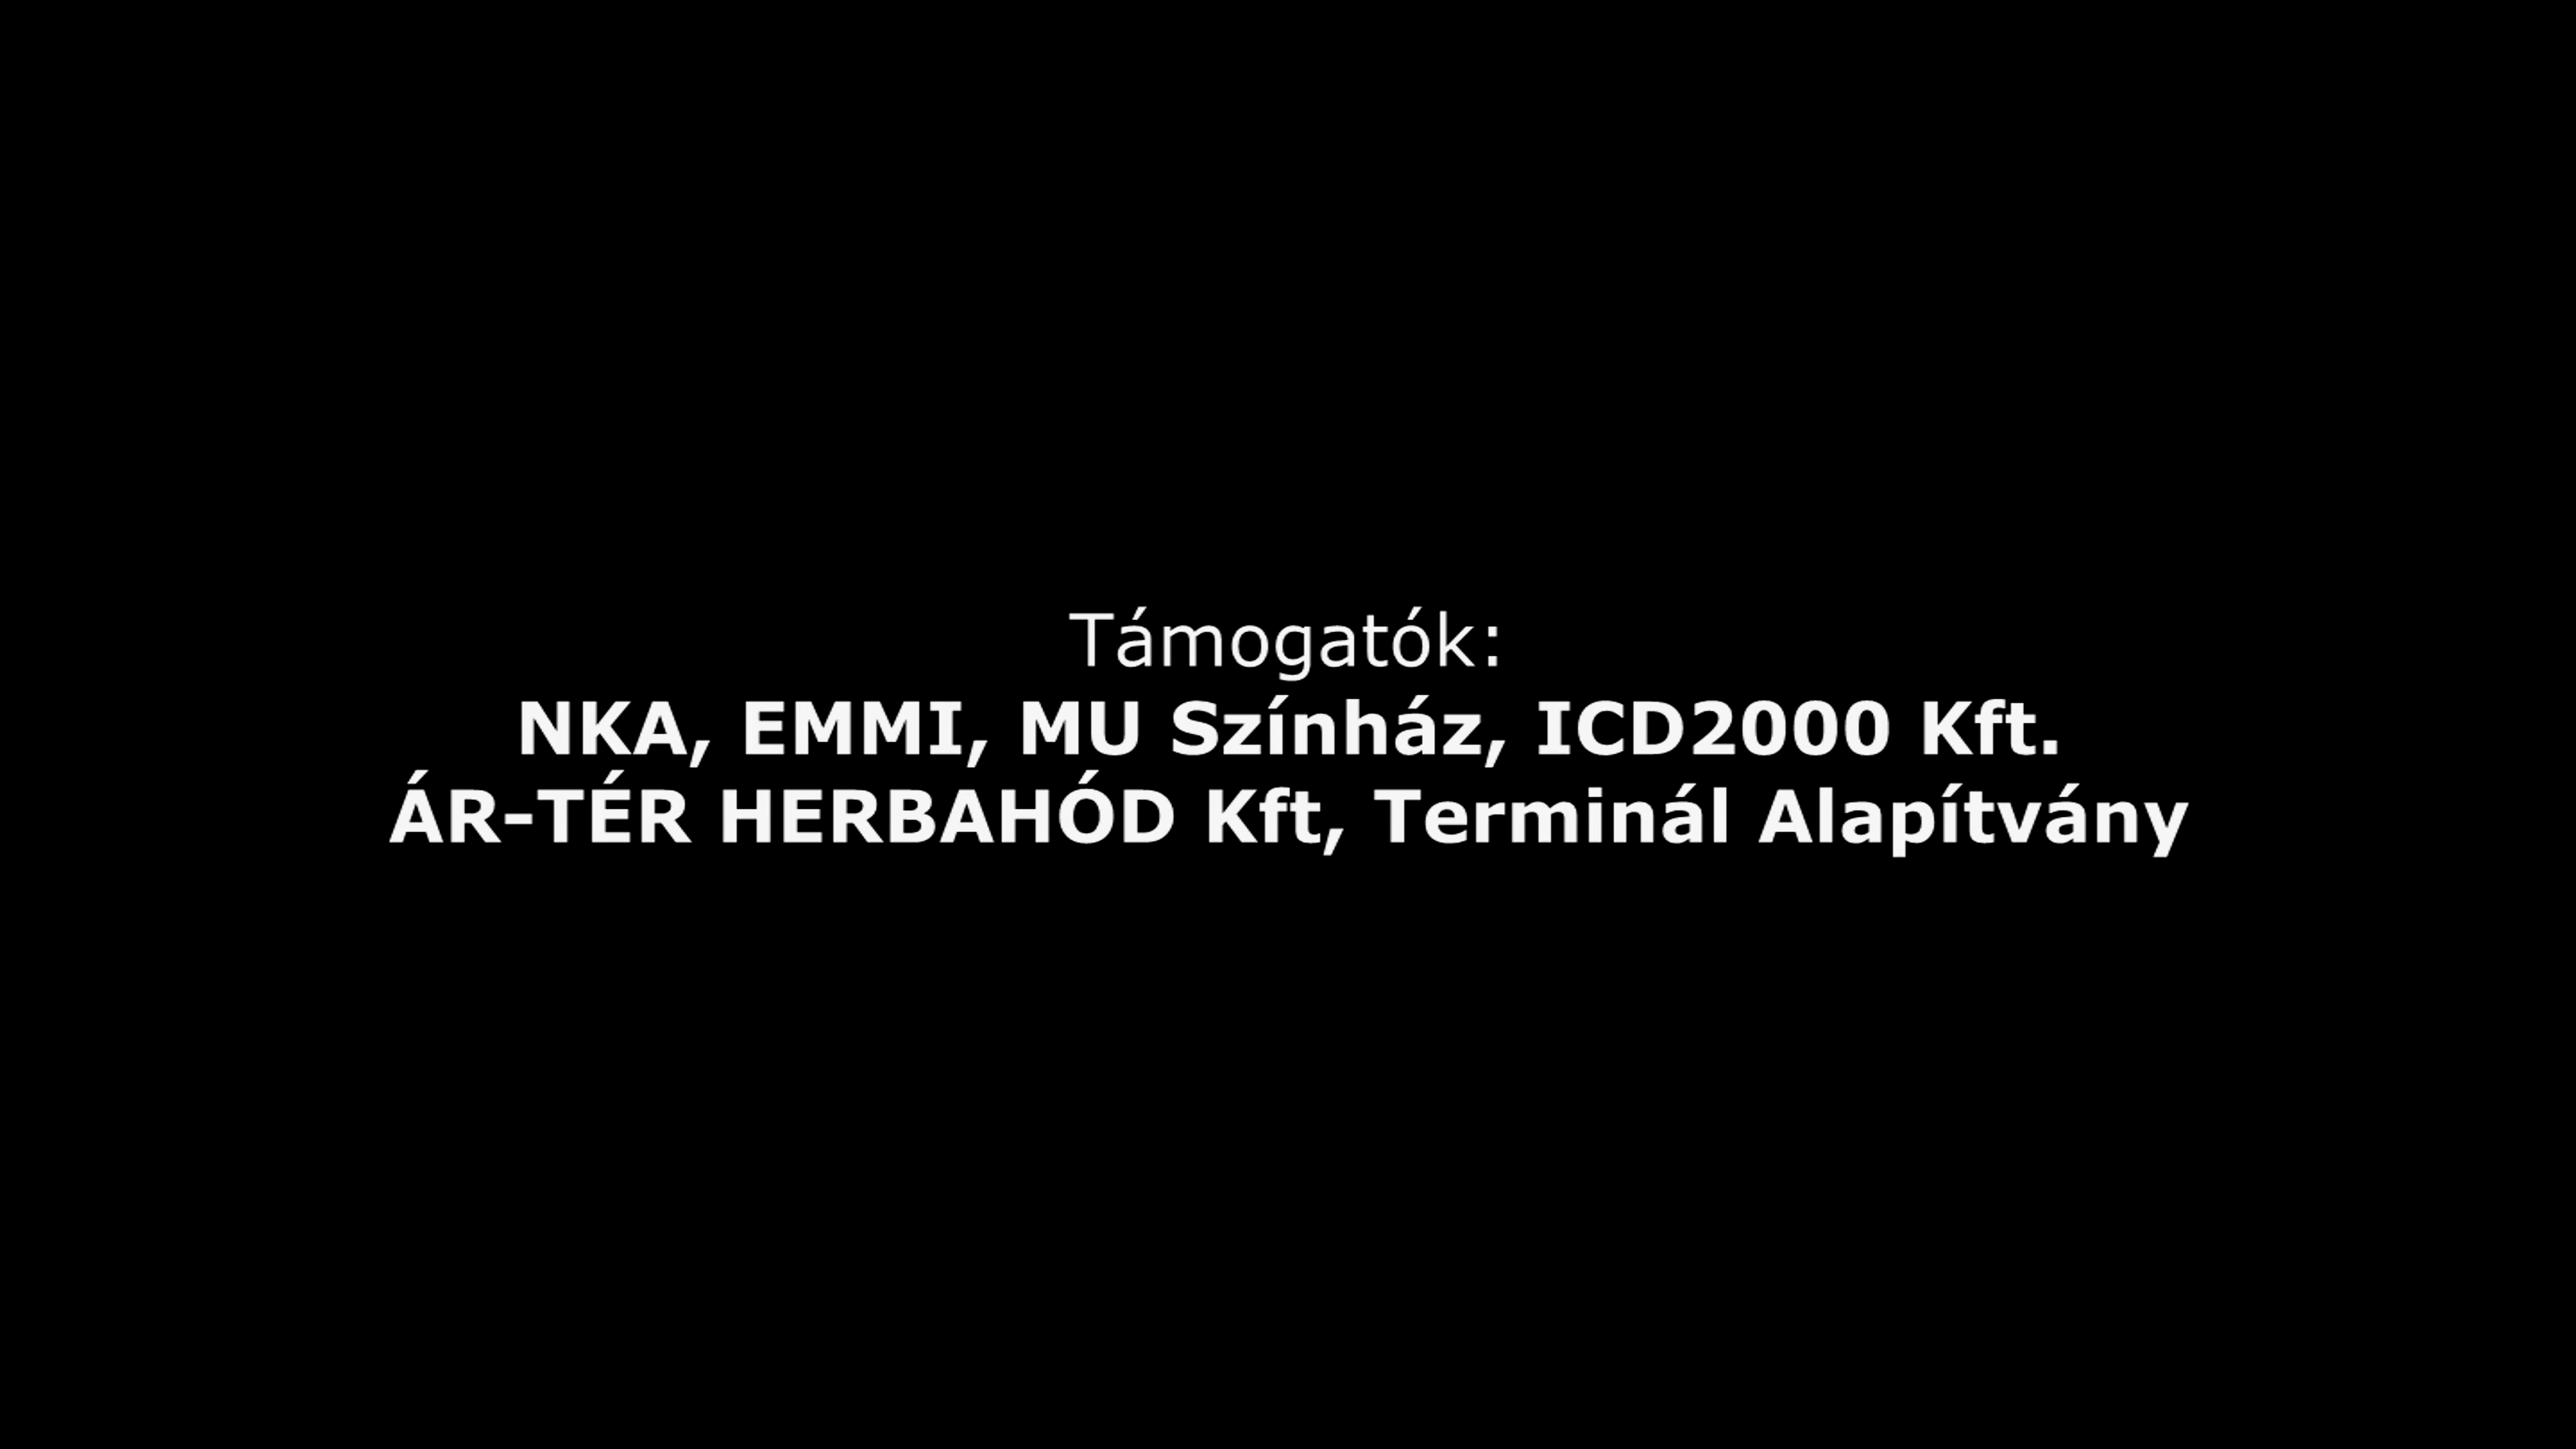 Támogatók:
NKA, EMMI, MU Színház, ICD2000 Kft.
ÁR-TÉR HERBAHÓD Kft, Terminál Alapítvány